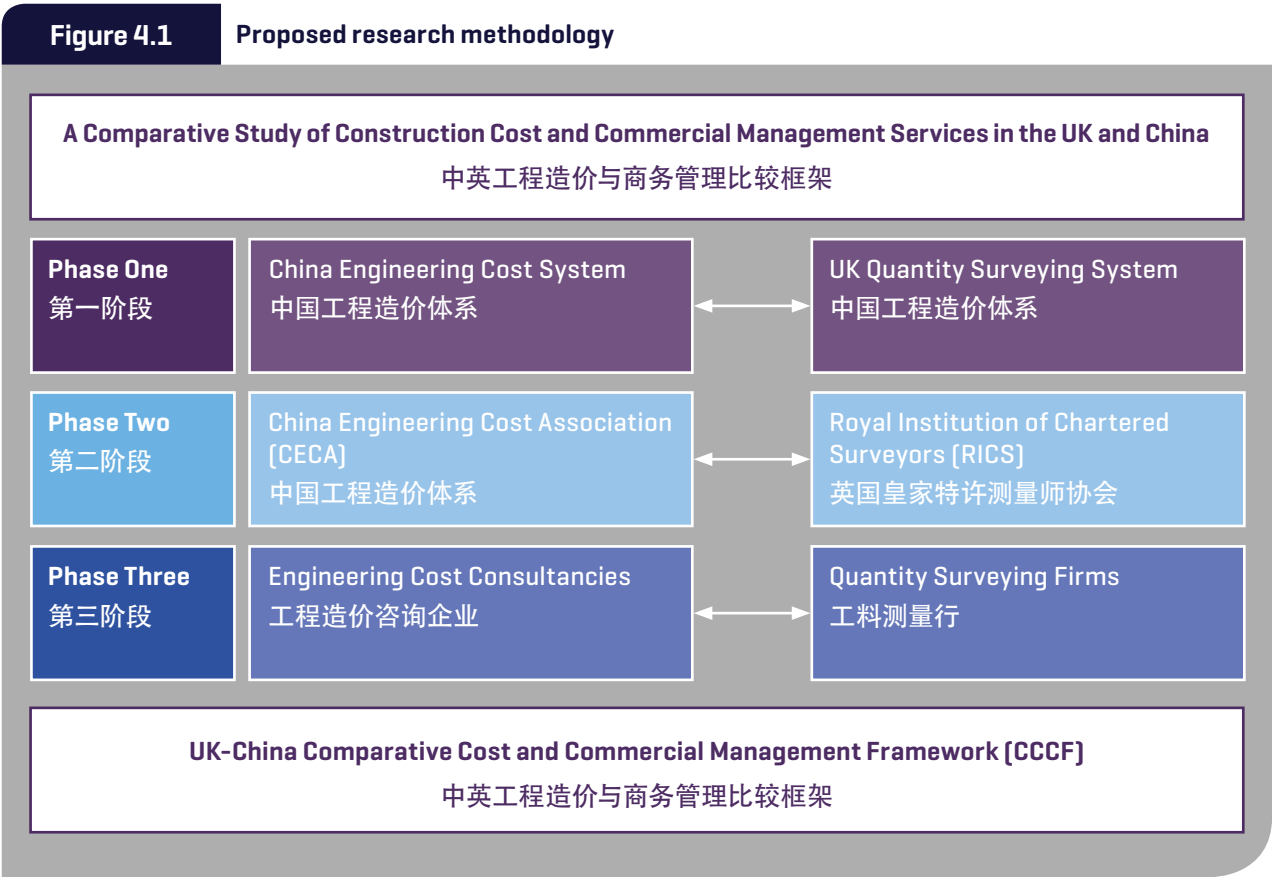 Figure 4.1
Proposed research methodology
A Comparative Study of Construction Cost and Commercial Management Services in the UK and China
中英工程造价与商务管理比较框架
Phase One
第一阶段
China Engineering Cost System
中国工程造价体系
UK Quantity Surveying System
中国工程造价体系
Phase Two
第二阶段
China Engineering Cost Association
(CECA)
中国工程造价体系
Royal Institution of Chartered
Surveyors (RICS)
英国皇家特许测量师协会
Phase Three
第三阶段
Engineering Cost Consultancies
工程造价咨询企业
Quantity Surveying Firms
工料测量行
UK-China Comparative Cost and Commercial Management Framework (CCCF)
中英工程造价与商务管理比较框架